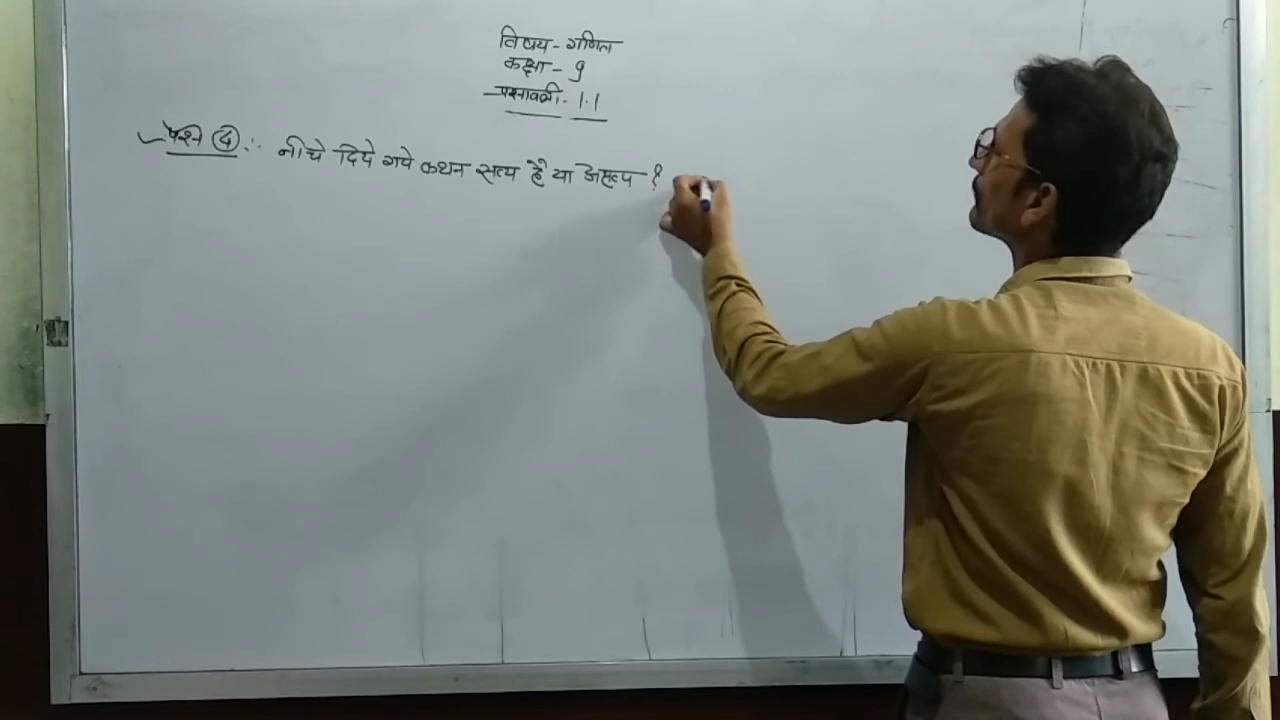 विषय - गणित
कक्षा - 9
प्रश्नावली - 1.1
प्रश्न ④ :- नीचे दिये गये कथन सत्य है या असत्य ?